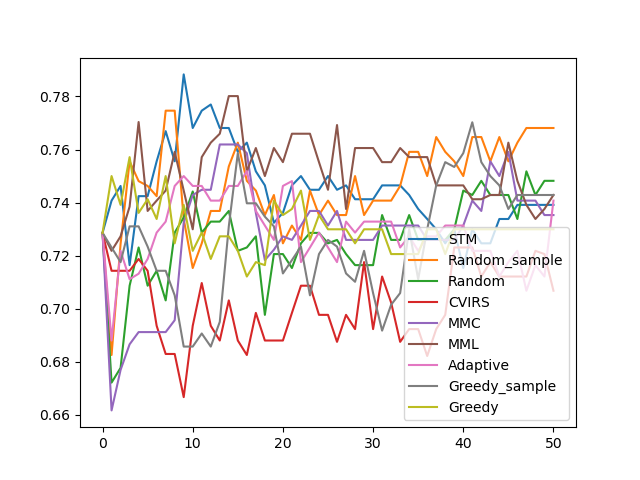 0.78
0.76
0.74
0.72
0.70
0.68
0.66
0
10
20
30
40
50
STM
Random_sample
Random
CVIRS
MMC
MML
Adaptive
Greedy_sample
Greedy